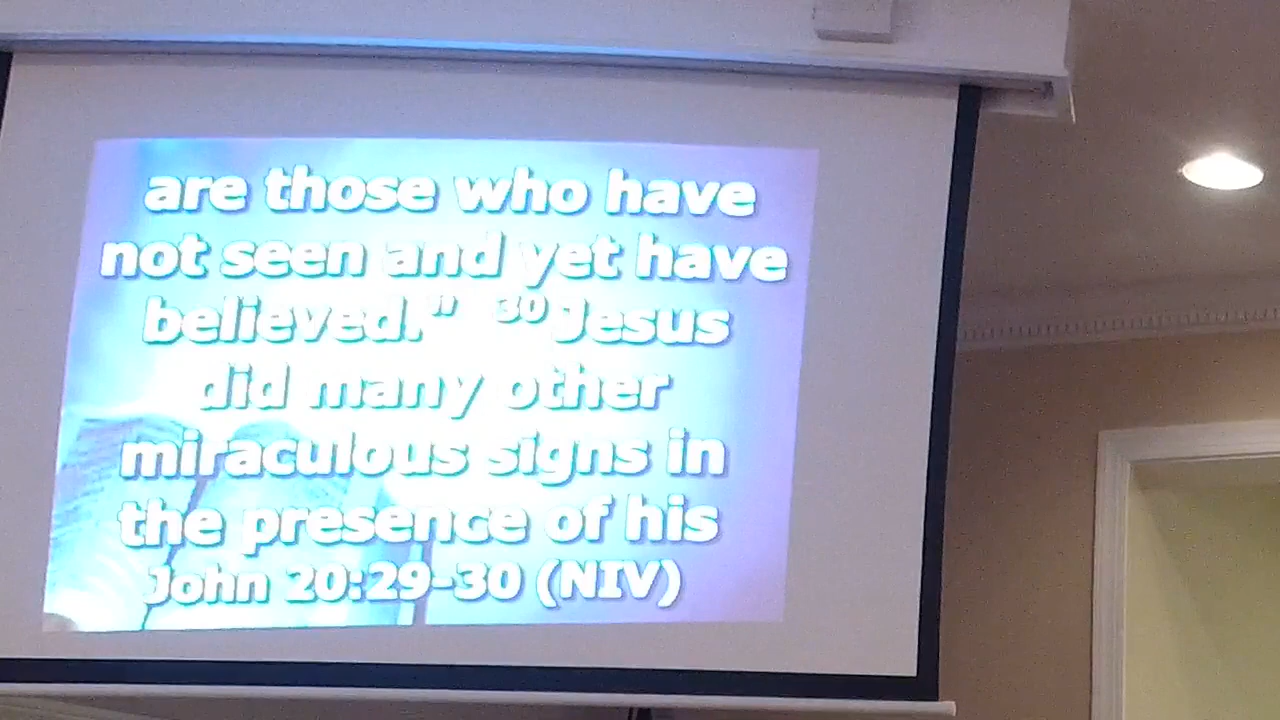 are those who have
not seen and yet have
believed." 30 Jesus
did many other
miraculous signs in
the presence of his
John 20:29-30 (NIV)